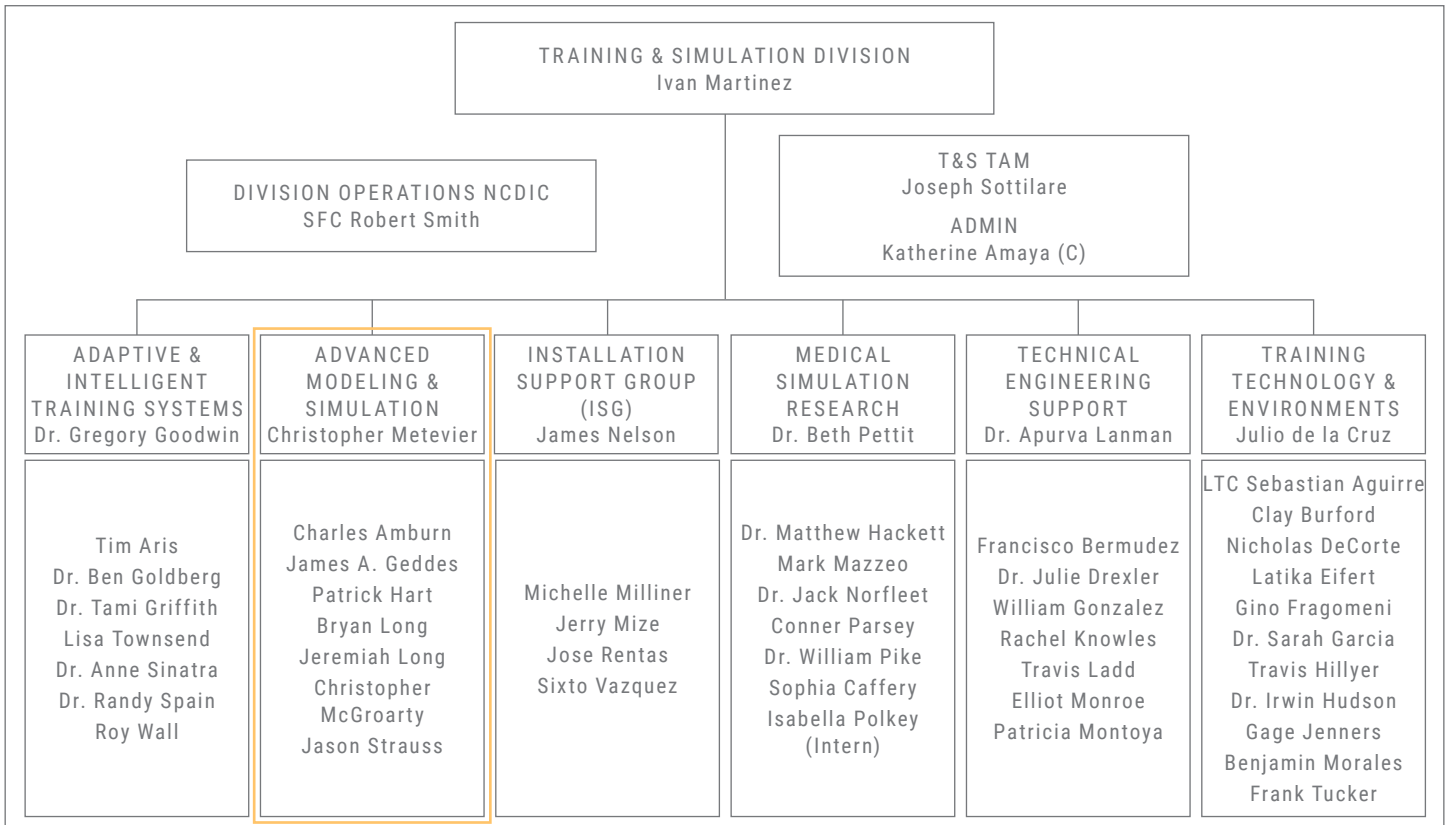 TRAINING & SIMULATION DIVISION
Ivan Martinez
DIVISION OPERATIONS NCDIC
SFC Robert Smith
T&S TAM
Joseph Sottilare
ADMIN
Katherine Amaya (C)
ADAPTIVE &
INTELLIGENT
TRAINING SYSTEMS
Dr. Gregory Goodwin
Tim Aris
Dr. Ben Goldberg
Dr. Tami Griffith
Lisa Townsend
Dr. Anne Sinatra
Dr. Randy Spain
Roy Wall
ADVANCED
MODELING &
SIMULATION
Christopher Metevier
Charles Amburn
James A. Geddes
Patrick Hart
Bryan Long
Jeremiah Long
Christopher
McGroarty
Jason Strauss
INSTALLATION
SUPPORT GROUP
(ISG)
James Nelson
Michelle Milliner
Jerry Mize
Jose Rentas
Sixto Vazquez
MEDICAL
SIMULATION
RESEARCH
Dr. Beth Pettit
Dr. Matthew Hackett
Mark Mazzeo
Dr. Jack Norfleet
Conner Parsey
Dr. William Pike
Sophia Caffery
Isabella Polkey
(Intern)
TECHNICAL
ENGINEERING
SUPPORT
Dr. Apurva Lanman
Francisco Bermudez
Dr. Julie Drexler
William Gonzalez
Rachel Knowles
Travis Ladd
Elliot Monroe
Patricia Montoya
TRAINING
TECHNOLOGY &
ENVIRONMENTS
Julio de la Cruz
LTC Sebastian Aguirre
Clay Burford
Nicholas DeCorte
Latika Eifert
Gino Fragomeni
Dr. Sarah Garcia
Travis Hillyer
Dr. Irwin Hudson
Gage Jenners
Benjamin Morales
Frank Tucker